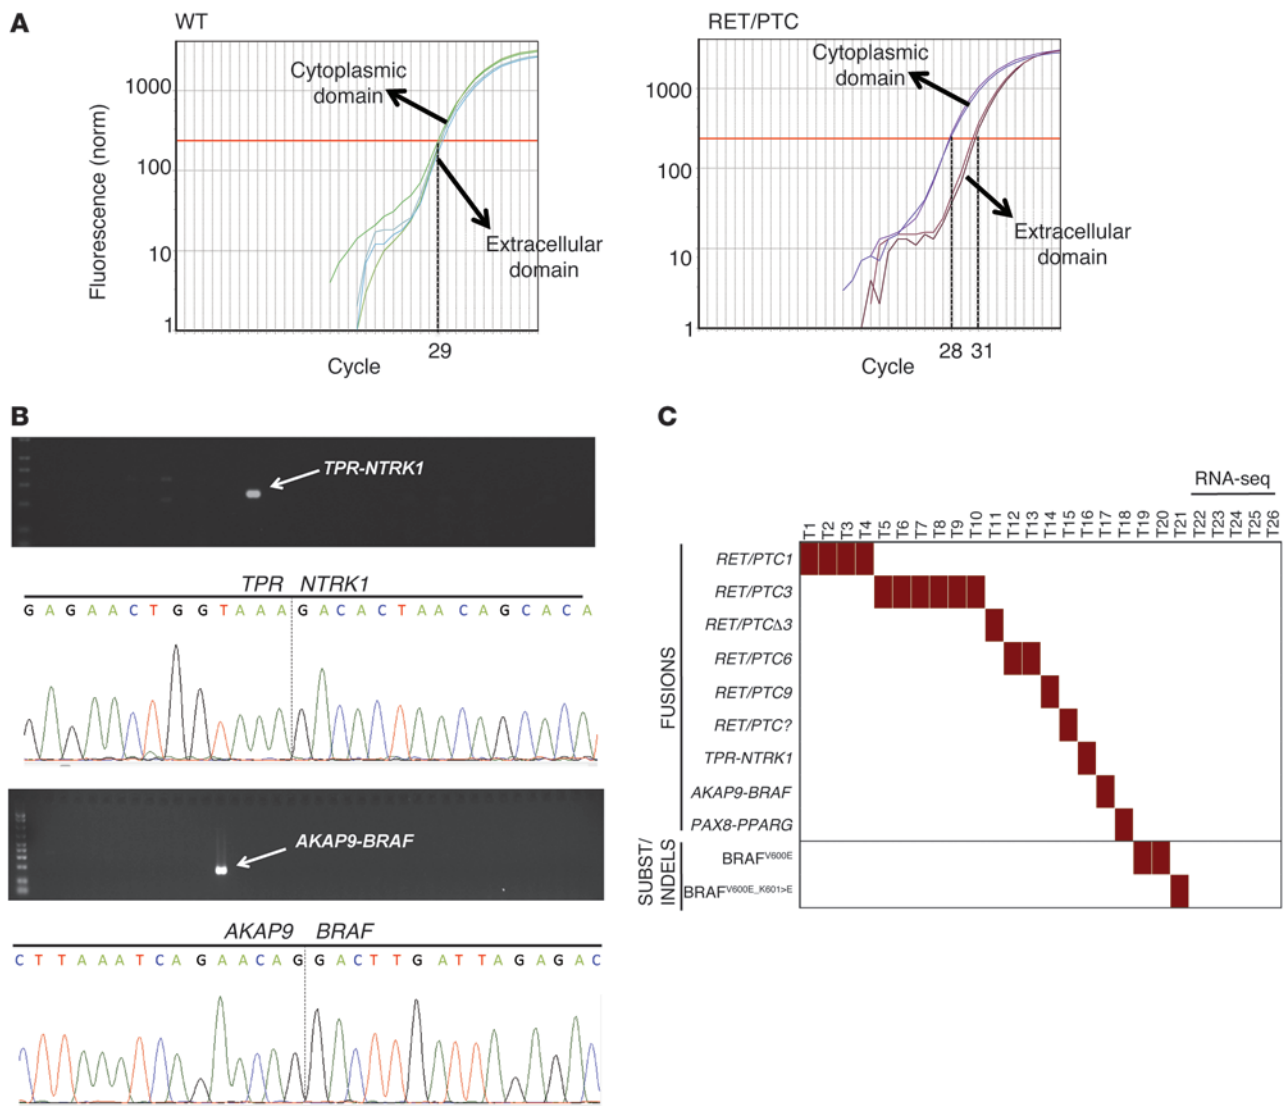 A
WT
RET/PTC
Fluorescence (norm)
1000
100
10
1
Cytoplasmic
domain
Extracellular
domain
29
Cycle
1000
100
10
1
Cytoplasmic
domain
Extracellular
domain
28 31
Cycle
B
TPR-NTRK1
TPR NTRK1
G A G A A C T G G T A A A G A C A C T A A C A G C A C A
AKAP9-BRAF
AKAP9 BRAF
C T T A A A T C A G A A C A G G A C T T G A T T A G A G A C
C
RNA-seq
T1 T2 T3 T4 T5 T6 T7 T8 T9 T10 T11 T12 T13 T14 T15 T16 T17 T18 T19 T20 T21 T22 T23 T24 T25 T26
FUSIONS
RET/PTC1
RET/PTC3
RET/PTCΔ3
RET/PTC6
RET/PTC9
RET/PTC?
TPR-NTRK1
AKAP9-BRAF
PAX8-PPARG
SUBST/
INDELS
BRAFV600E
BRAFV600E_K601>E